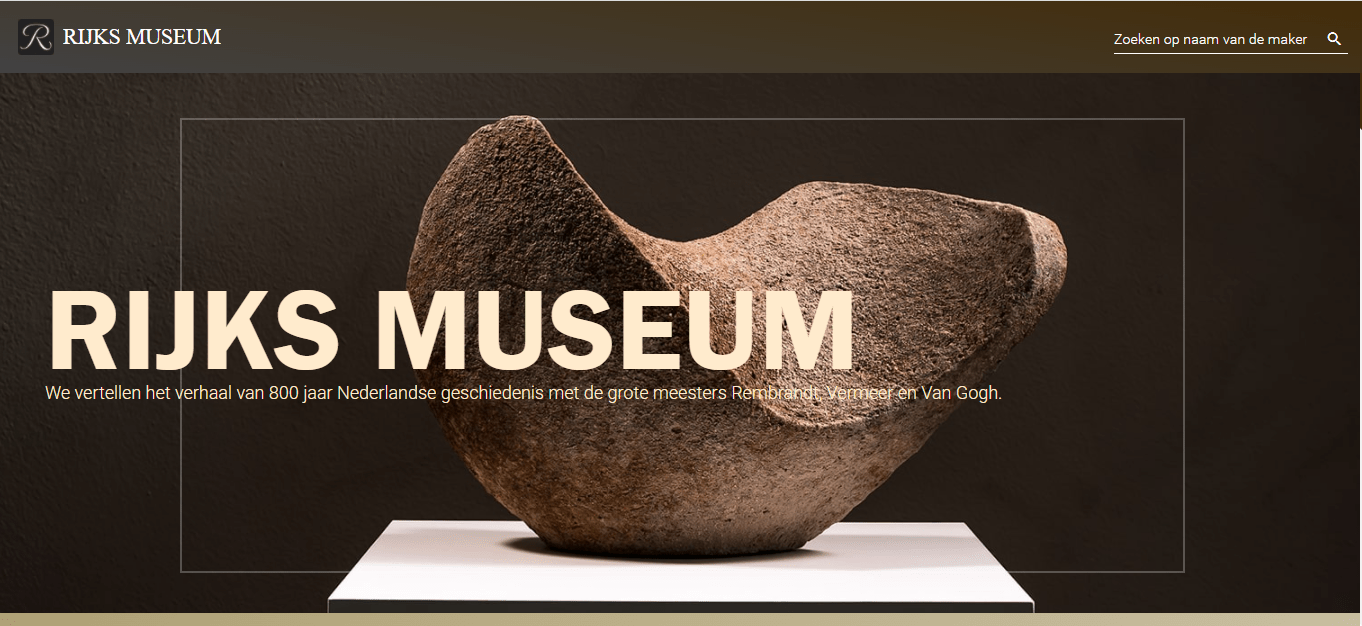 R RIJKS MUSEUM
Zoeken op naam van de maker
RIJKS MUSEUM
We vertellen het verhaal van 800 jaar Nederlandse geschiedenis met de grote meesters Rembrandt, Vermeer en Van Gogh.